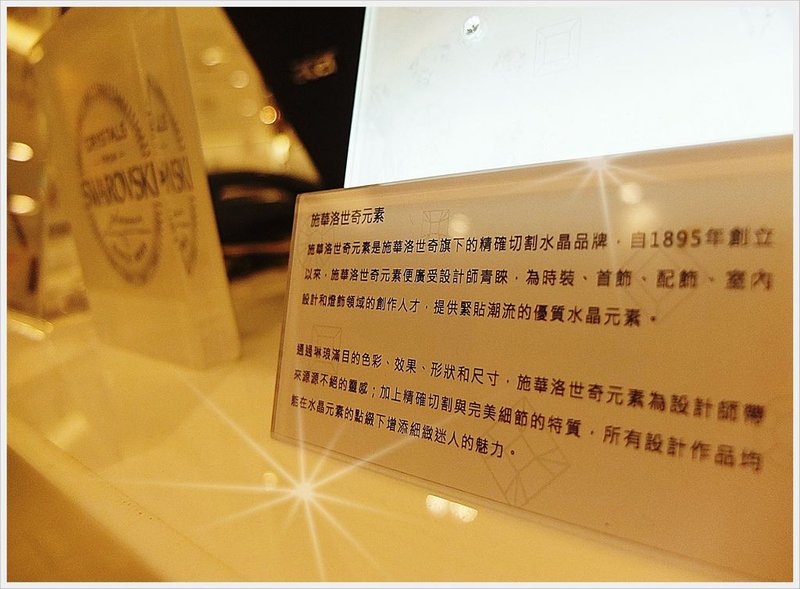 CRYSTALS
SWAROVSKI
施華洛世奇元素
施華洛世奇元素是施華洛世奇旗下的精確切割水晶品牌，自1895年創立
以來，施華洛世奇元素便廣受設計師青睞，為時裝、首飾、配飾、室內
設計和燈飾領域的創作人才，提供緊貼潮流的優質水晶元素。
透過琳琅滿目的色彩、效果、形狀和尺寸，施華洛世奇元素為設計師帶
來源源不絕的靈感；加上精確切割與完美細節的特質，所有設計作品均
能在水晶元素的點綴下增添細緻迷人的魅力。